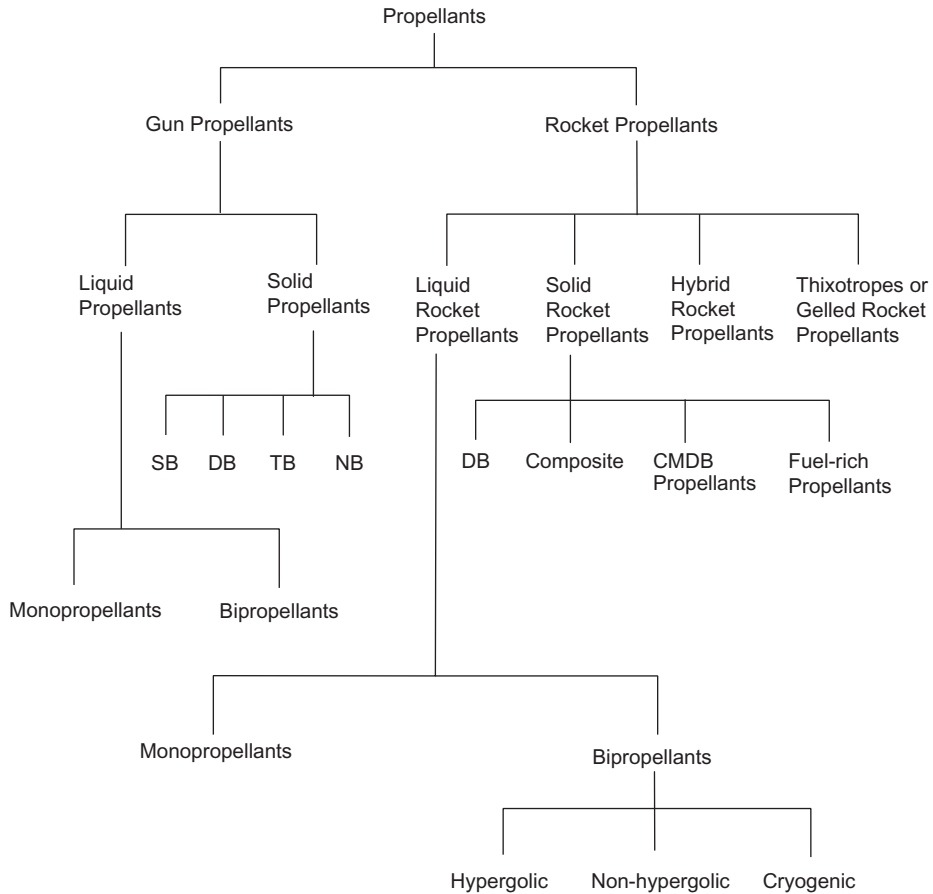 Propellants
Gun Propellants
Rocket Propellants
Liquid
Propellants
Solid
Propellants
Liquid
Rocket
Propellants
Solid
Rocket
Propellants
Hybrid
Rocket
Propellants
Thixotropes or
Gelled Rocket
Propellants
SB
DB
TB
NB
DB
Composite
CMDB
Propellants
Fuel-rich
Propellants
Monopropellants
Bipropellants
Monopropellants
Bipropellants
Hypergolic
Non-hypergolic
Cryogenic